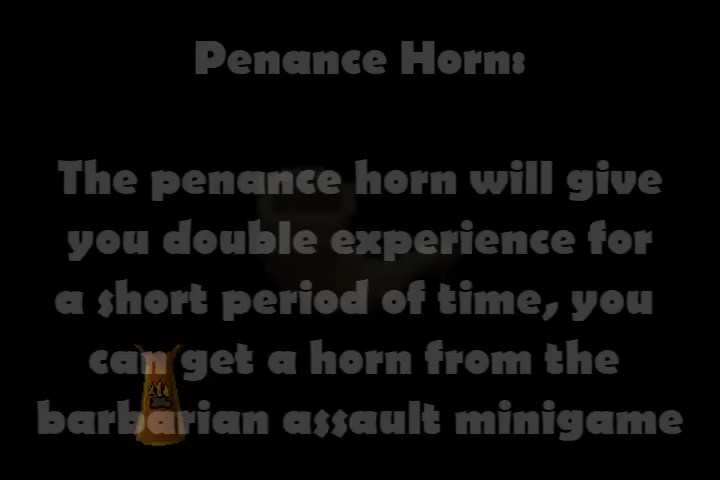 Penance Horn:
The penance horn will give
you double experience for
a short period of time, you
can get a horn from the
barbarian assault minigame